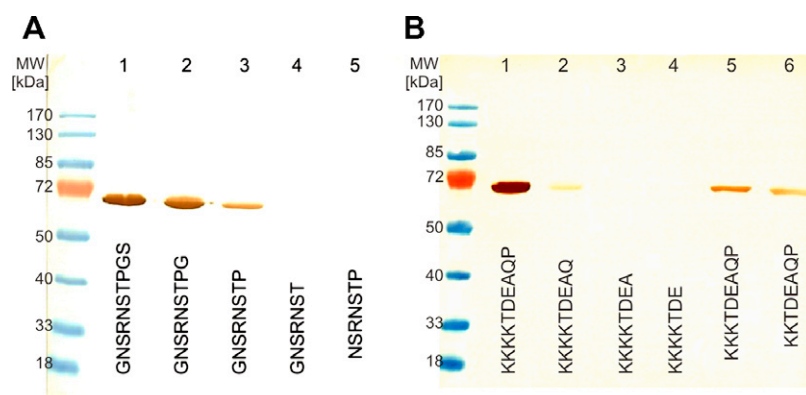 A
MW
[kDa]
1 2 3 4 5
170
130
85
72
50
40
33
18
GNSRNSTPGS
GNSRNSTPG
GNSRNSTP
GNSRNST
NSRNSTP
B
MW
[kDa]
1 2 3 4 5 6
170
130
85
72
50
40
33
18
KKKKTDEAQP
KKKKTDEAQ
KKKKTDEA
KKKKTDE
KKKTDEAQP
KKKTDEAQP